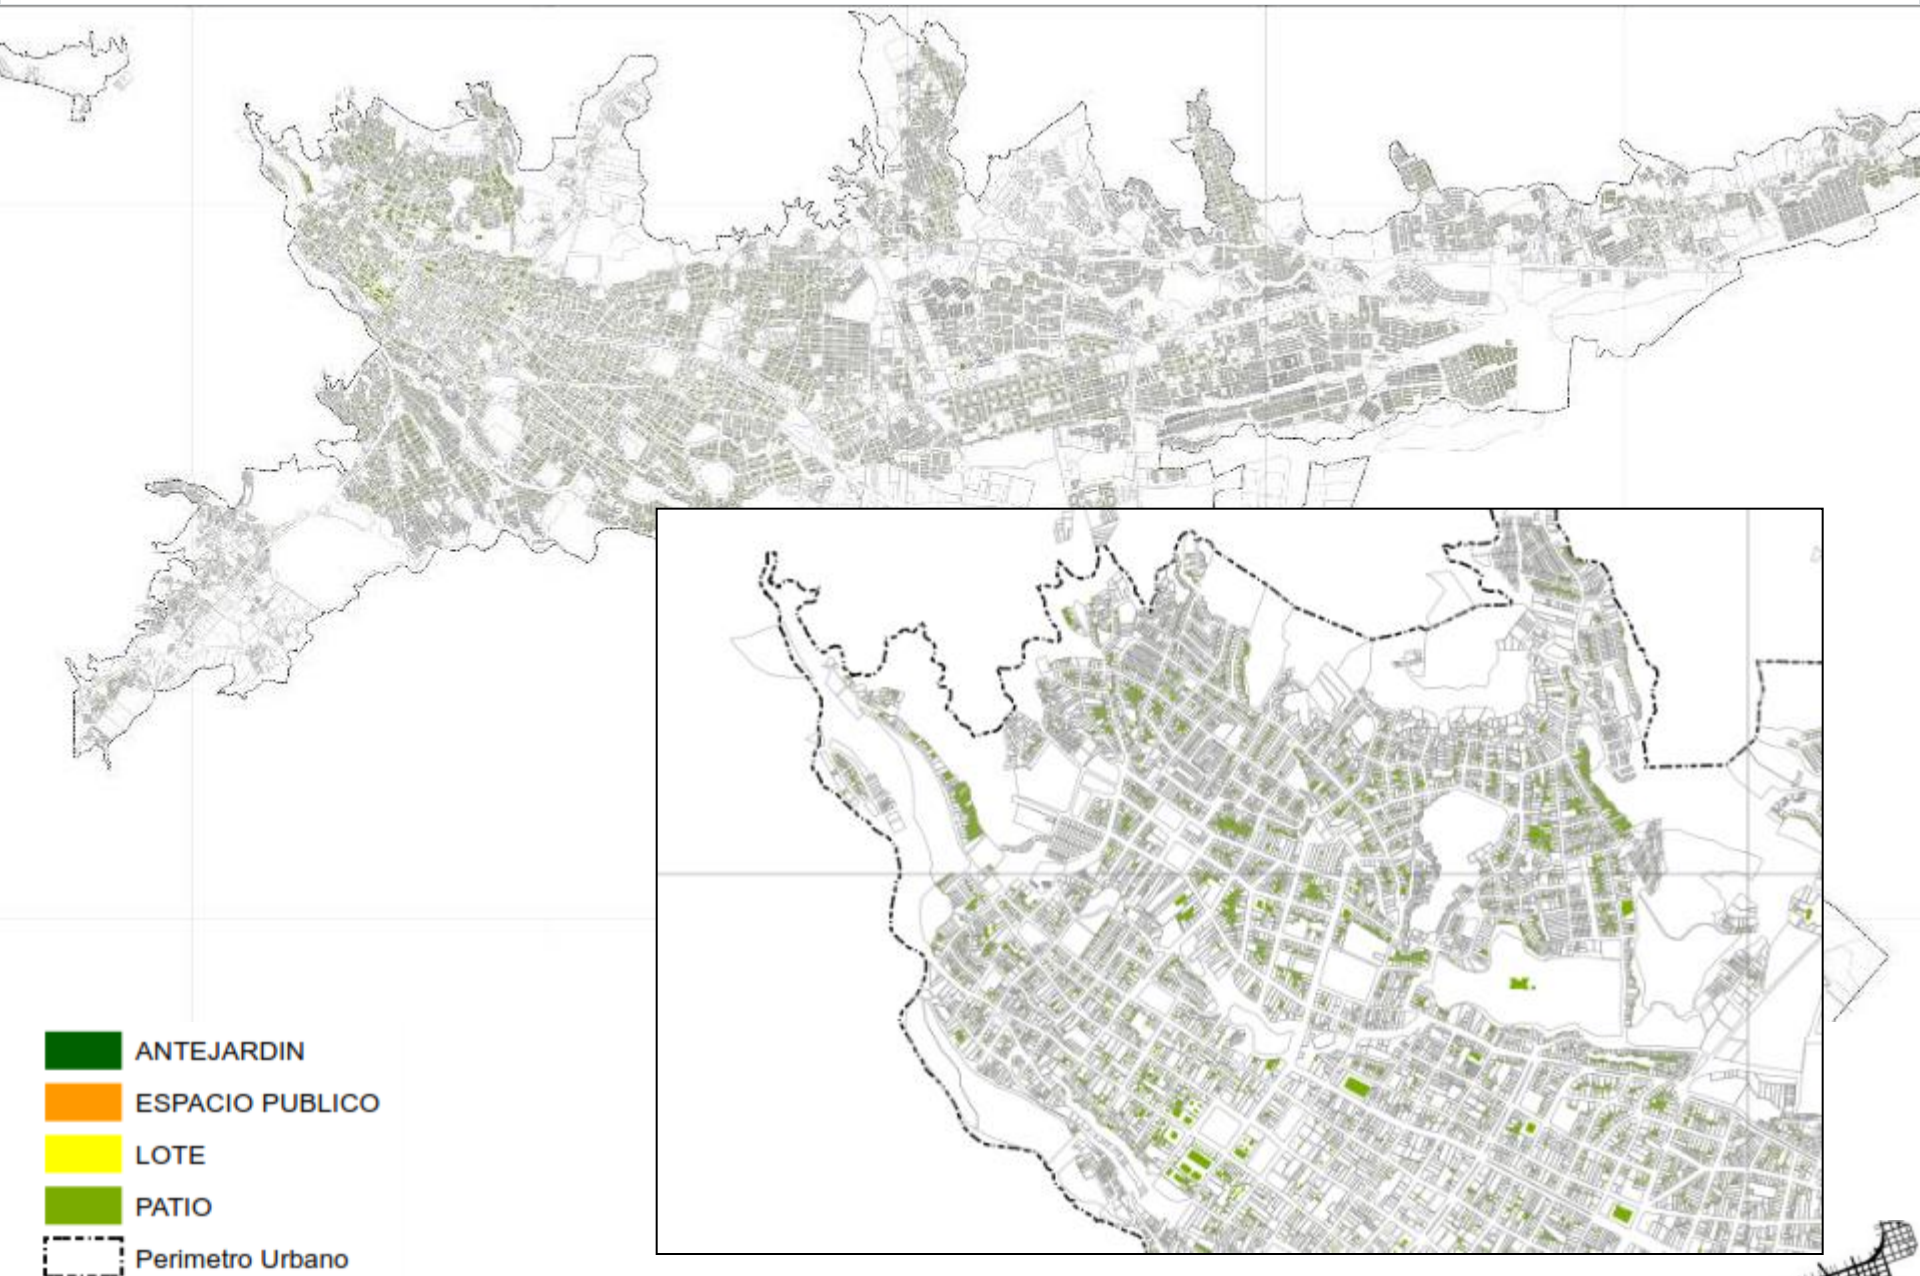 ANTEJARDIN
ESPACIO PUBLICO
LOTE
PATIO
Perimetro Urbano